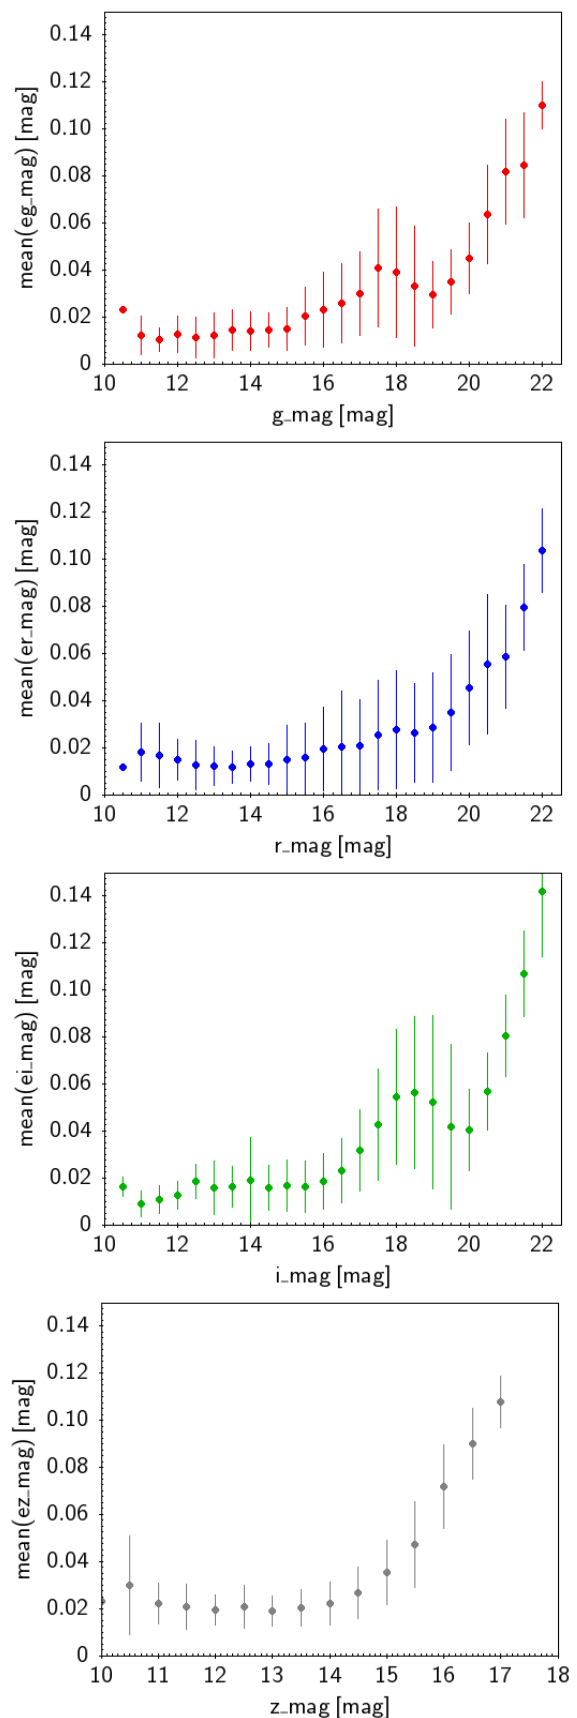 0.14
0.12
0.10
0.08
0.06
0.04
0.02
0
mean(eg_mag) [mag]
10 12 14 16 18 20 22
g_mag [mag]
0.14
0.12
0.10
0.08
0.06
0.04
0.02
0
mean(er_mag) [mag]
10 12 14 16 18 20 22
r_mag [mag]
0.14
0.12
0.10
0.08
0.06
0.04
0.02
0
mean(ei_mag) [mag]
10 12 14 16 18 20 22
i_mag [mag]
0.14
0.12
0.10
0.08
0.06
0.04
0.02
0
mean(ez_mag) [mag]
10 11 12 13 14 15 16 17 18
z_mag [mag]